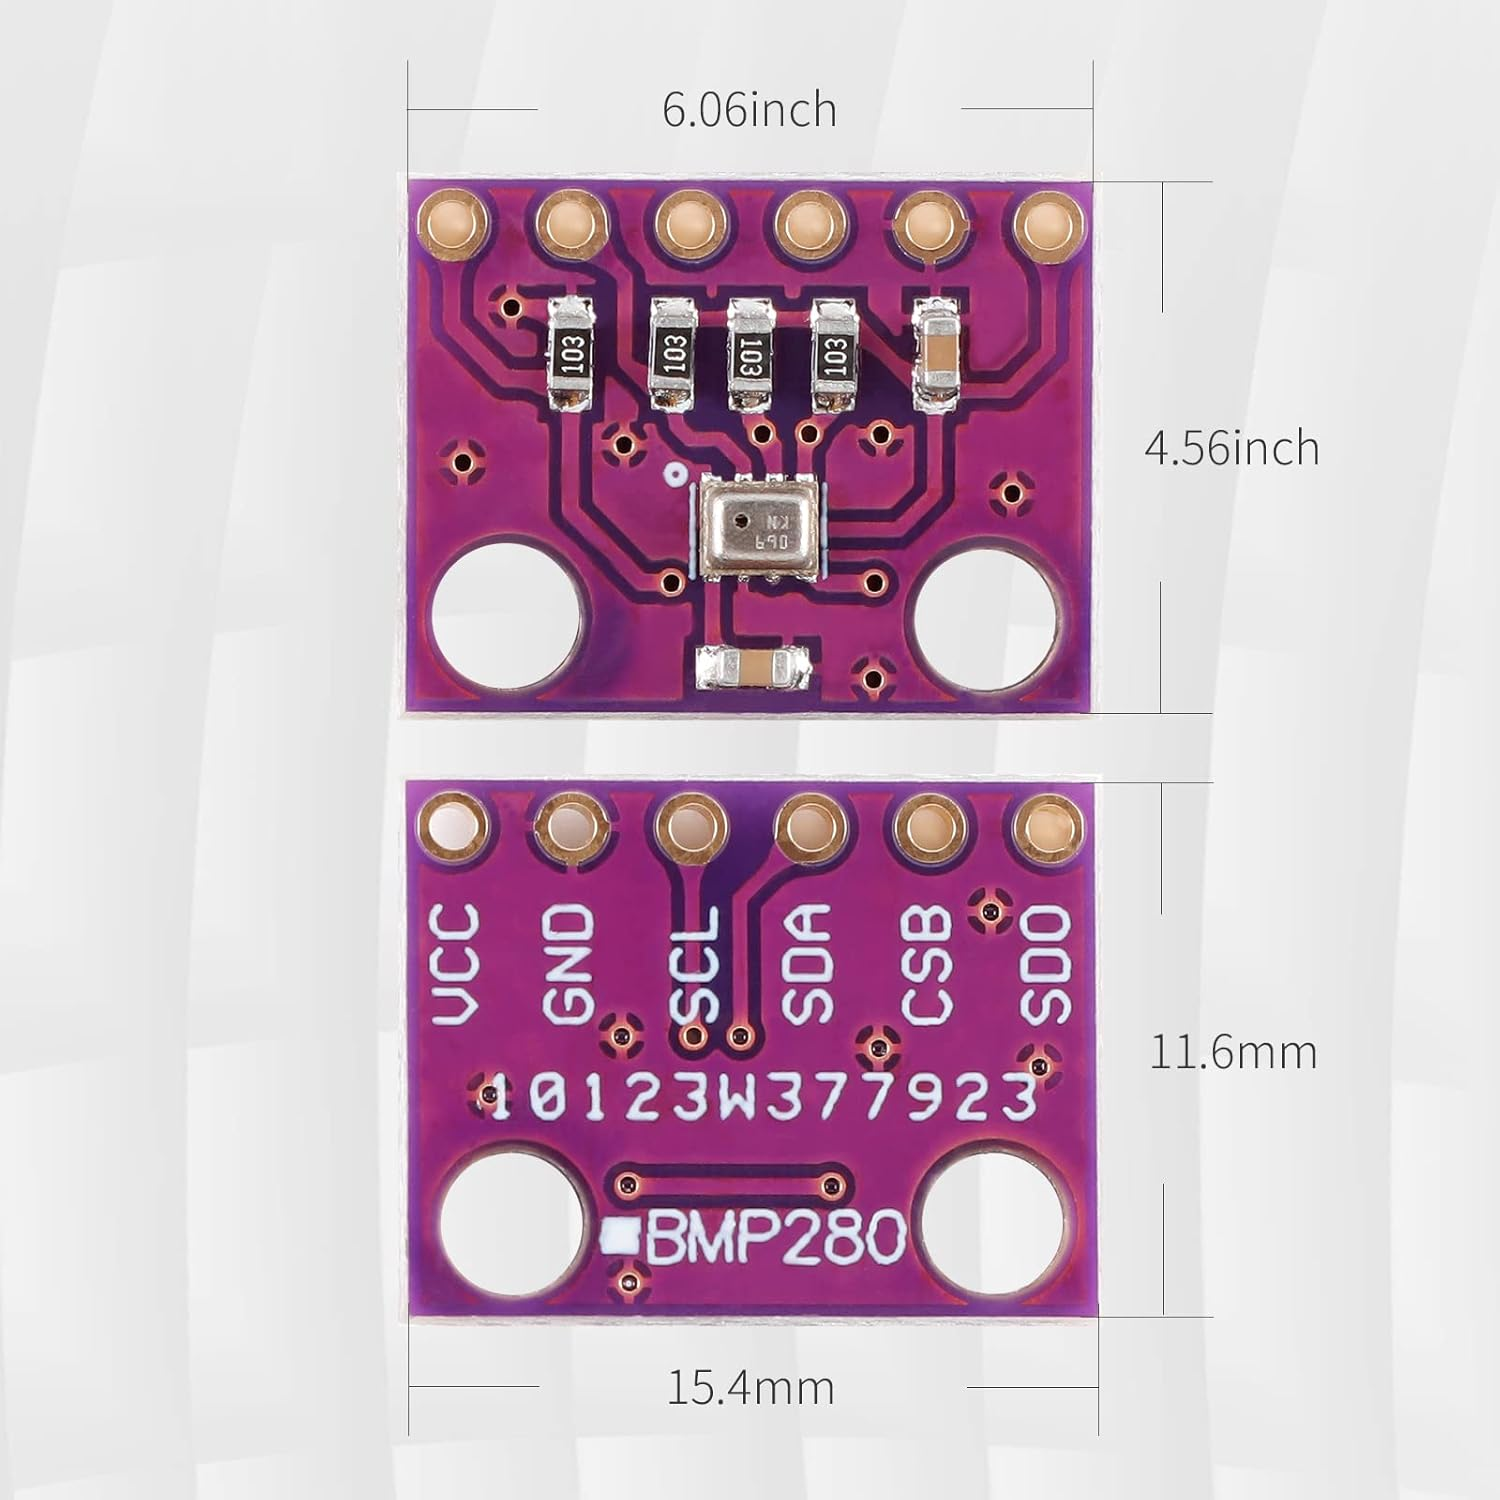 6.06inch
103
103
103
103
4.56inch
KN
069
VCC
GND
SCL
SDA
CSB
SDO
11.6mm
10123W377923
BMP280
15.4mm